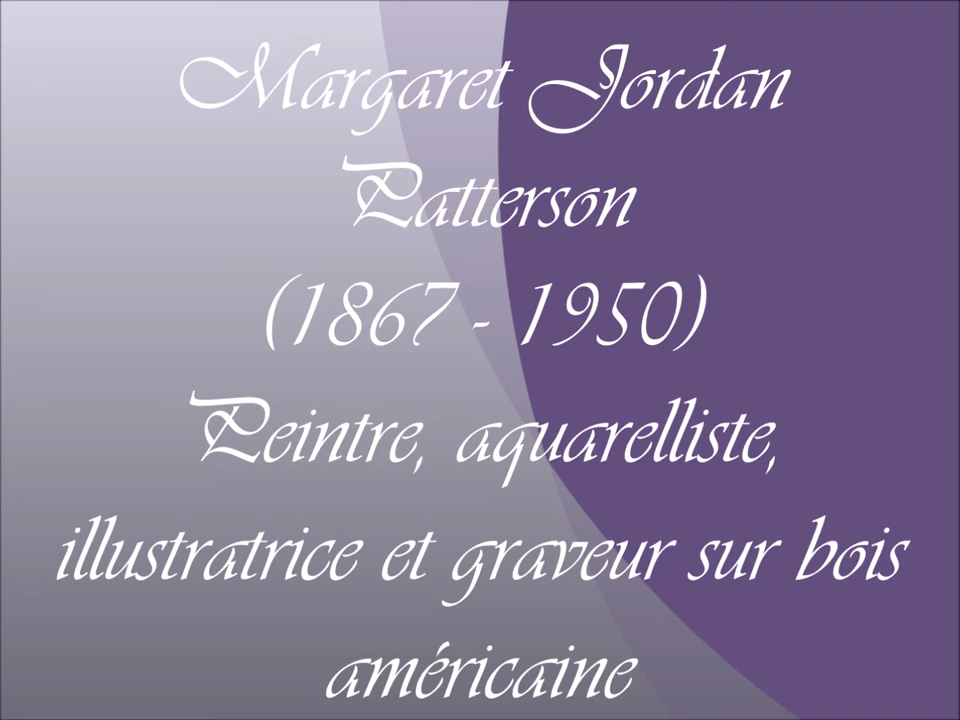 Margaret Jordan
Patterson
(1867 - 1950)
Peintre, aquarelliste,
illustratrice et graveur sur bois
américaine